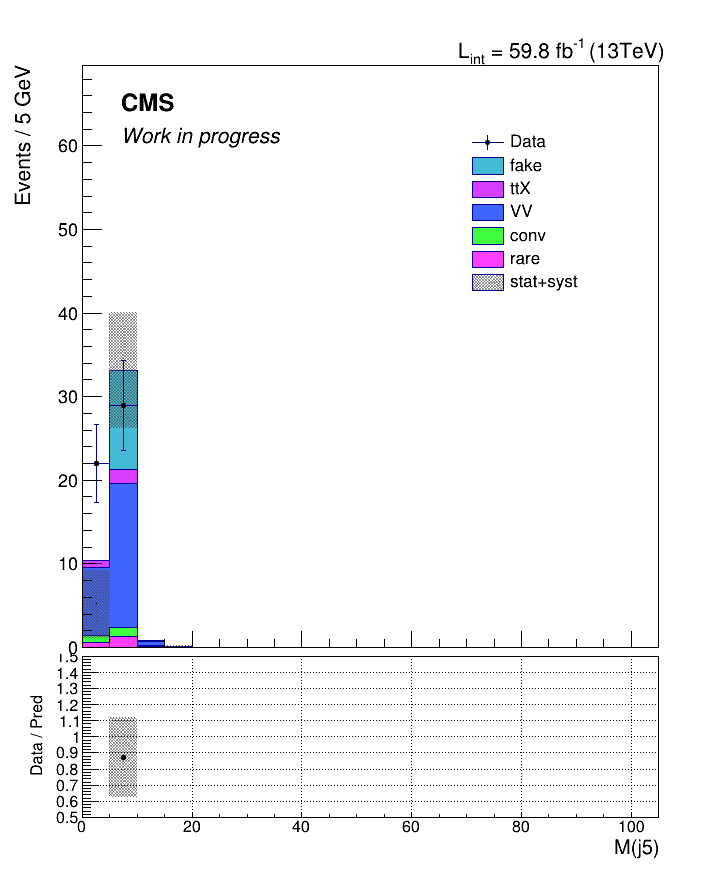 L_int = 59.8 fb^-1 (13TeV)
Events / 5 GeV
CMS
Work in progress
Data
fake
ttX
VV
conv
rare
stat+syst
60
50
40
30
20
10
0
Data / Pred
1.5
1.4
1.3
1.2
1.1
1
0.9
0.8
0.7
0.6
0.5
0 20 40 60 80 100
M(j5)